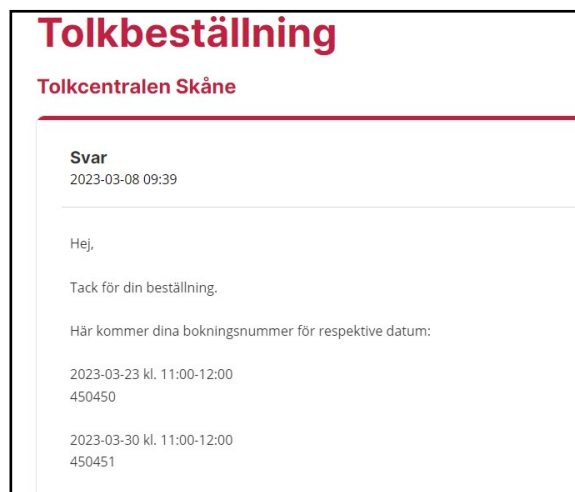 Tolkbeställning
Tolkcentralen Skåne
Svar
2023-03-08 09:39
Hej,
Tack för din beställning.
Här kommer dina bokningsnummer för respektive datum:
2023-03-23 kl. 11:00-12:00
450450
2023-03-30 kl. 11:00-12:00
450451